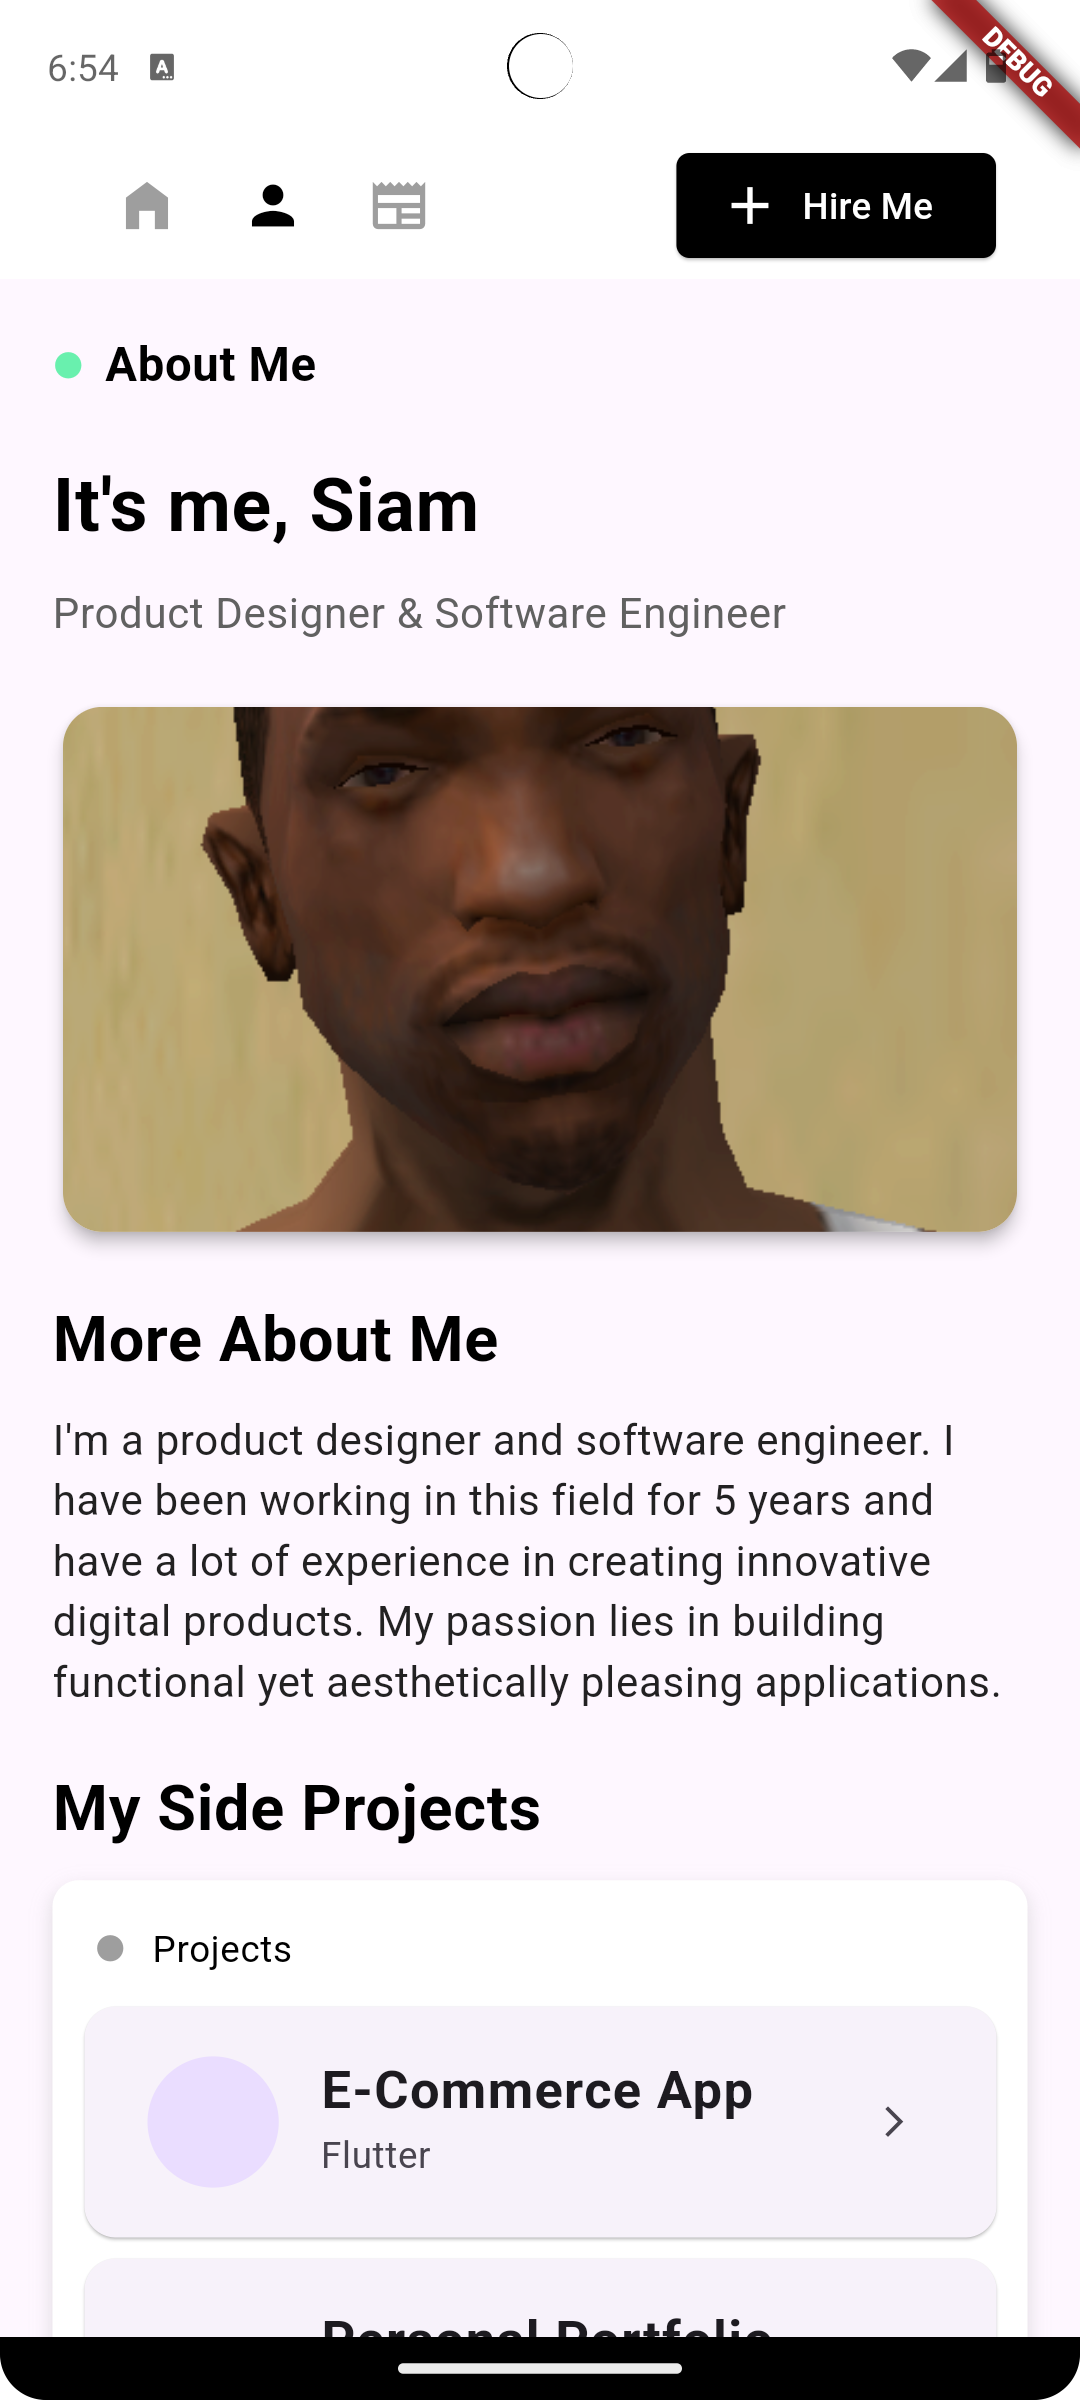 6:54
A
DEBUG
Hire Me
About Me
It's me, Siam
Product Designer & Software Engineer
More About Me
I'm a product designer and software engineer. I
have been working in this field for 5 years and
have a lot of experience in creating innovative
digital products. My passion lies in building
functional yet aesthetically pleasing applications.
My Side Projects
Projects
E-Commerce App
Flutter
Personal Portfolio